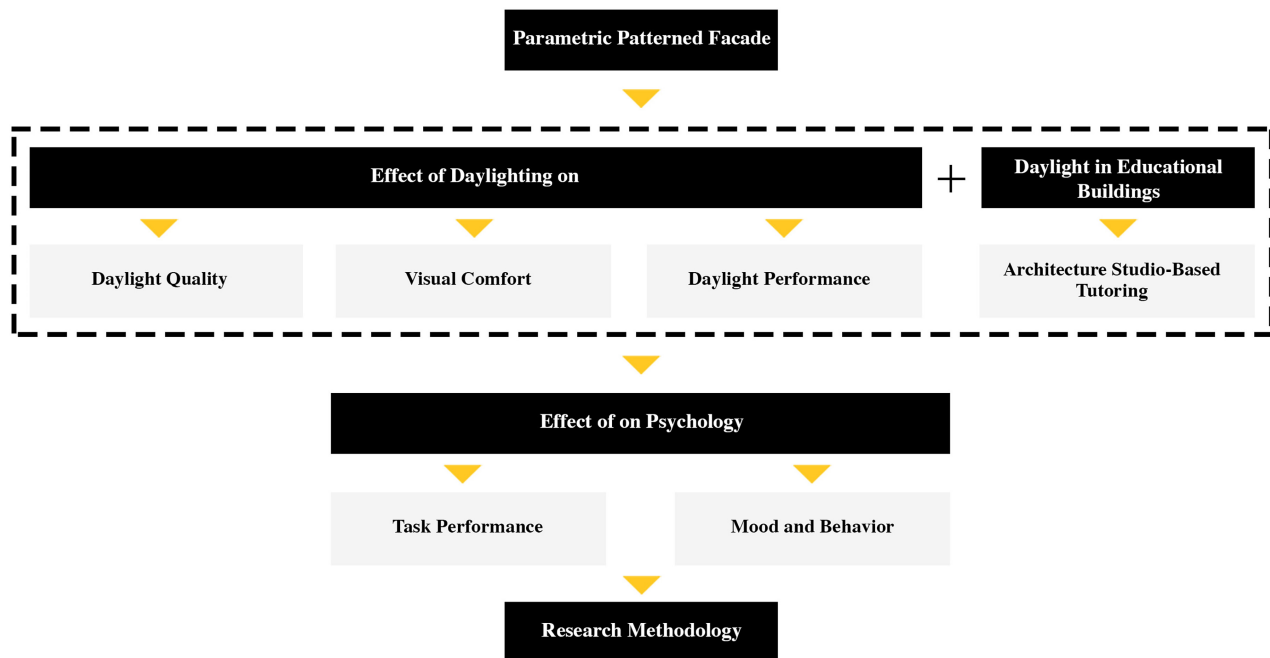 Parametric Patterned Facade
Effect of Daylighting on
+
Daylight in Educational
Buildings
Daylight Quality
Visual Comfort
Daylight Performance
Architecture Studio-Based
Tutoring
Effect of on Psychology
Task Performance
Mood and Behavior
Research Methodology